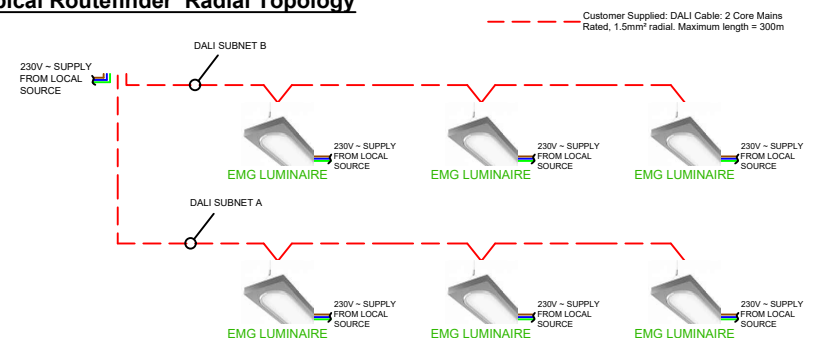 pical Routefinder Radial Topology
Customer Supplied: DALI Cable: 2 Core Mains
Rated, 1.5mm² radial. Maximum length = 300m
DALI SUBNET B
230V ~ SUPPLY
FROM LOCAL
SOURCE
230V ~ SUPPLY
FROM LOCAL
SOURCE
EMG LUMINAIRE
230V ~ SUPPLY
FROM LOCAL
SOURCE
EMG LUMINAIRE
230V ~ SUPPLY
FROM LOCAL
SOURCE
EMG LUMINAIRE
DALI SUBNET A
230V ~ SUPPLY
FROM LOCAL
SOURCE
EMG LUMINAIRE
230V ~ SUPPLY
FROM LOCAL
SOURCE
EMG LUMINAIRE
230V ~ SUPPLY
FROM LOCAL
SOURCE
EMG LUMINAIRE